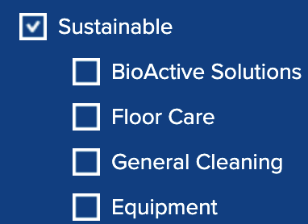 Sustainable
BioActive Solutions
Floor Care
General Cleaning
Equipment